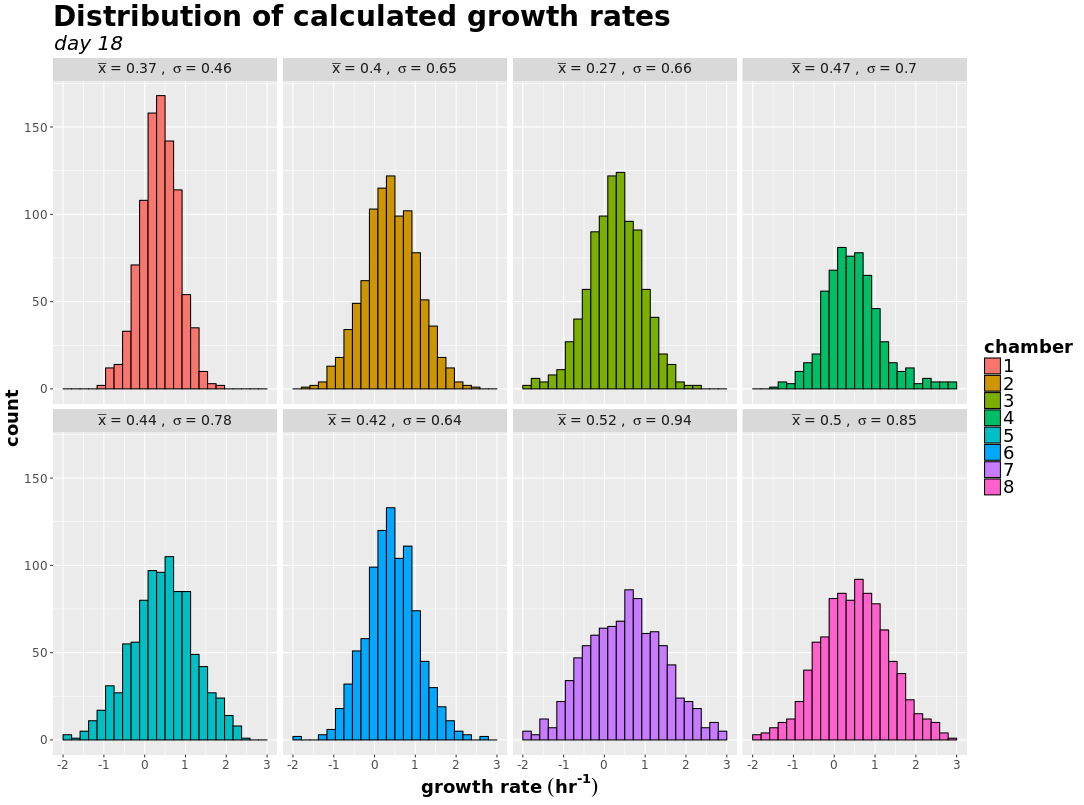 Distribution of calculated growth rates
day 18
x̅ = 0.37 , σ = 0.46
x̅ = 0.4 , σ = 0.65
x̅ = 0.27 , σ = 0.66
x̅ = 0.47 , σ = 0.7
150
100
50
0
x̅ = 0.44 , σ = 0.78
x̅ = 0.42 , σ = 0.64
x̅ = 0.52 , σ = 0.94
x̅ = 0.5 , σ = 0.85
150
100
50
0
-2 -1 0 1 2 3
-2 -1 0 1 2 3
-2 -1 0 1 2 3
-2 -1 0 1 2 3
count
growth rate (hr⁻¹)
chamber
1
2
3
4
5
6
7
8